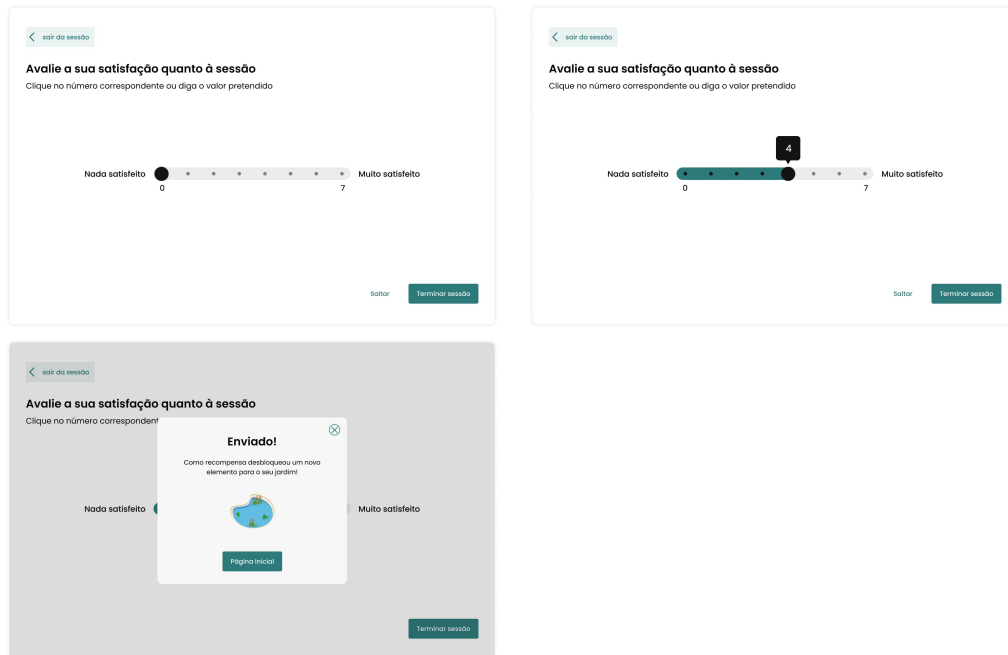 sair da sessão
Avalie a sua satisfação quanto à sessão
Clique no número correspondente ou diga o valor pretendido
Nada satisfeito
Muito satisfeito
0
7
Saltar
Terminar sessão
sair da sessão
Avalie a sua satisfação quanto à sessão
Clique no número correspondente ou diga o valor pretendido
4
Nada satisfeito
Muito satisfeito
0
7
Saltar
Terminar sessão
sair da sessão
Avalie a sua satisfação quanto à sessão
Clique no número correspondent
Enviado!
Como recompensa desbloqueou um novo
elemento para o seu jardim!
Nada satisfeito
Muito satisfeito
Página Inicial
Terminar sessão